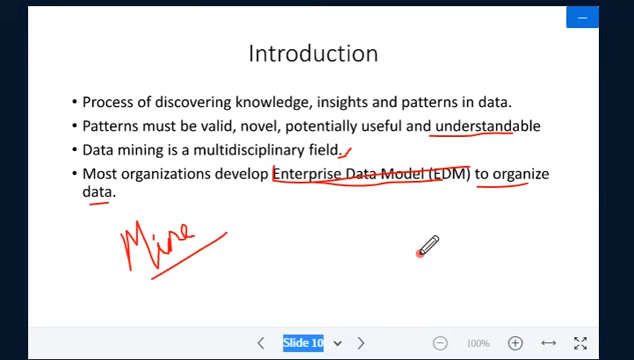 Introduction
• Process of discovering knowledge, insights and patterns in data.
• Patterns must be valid, novel, potentially useful and understandable
• Data mining is a multidisciplinary field.
• Most organizations develop Enterprise Data Model (EDM) to organize
data.
Mine
Slide 10
100%